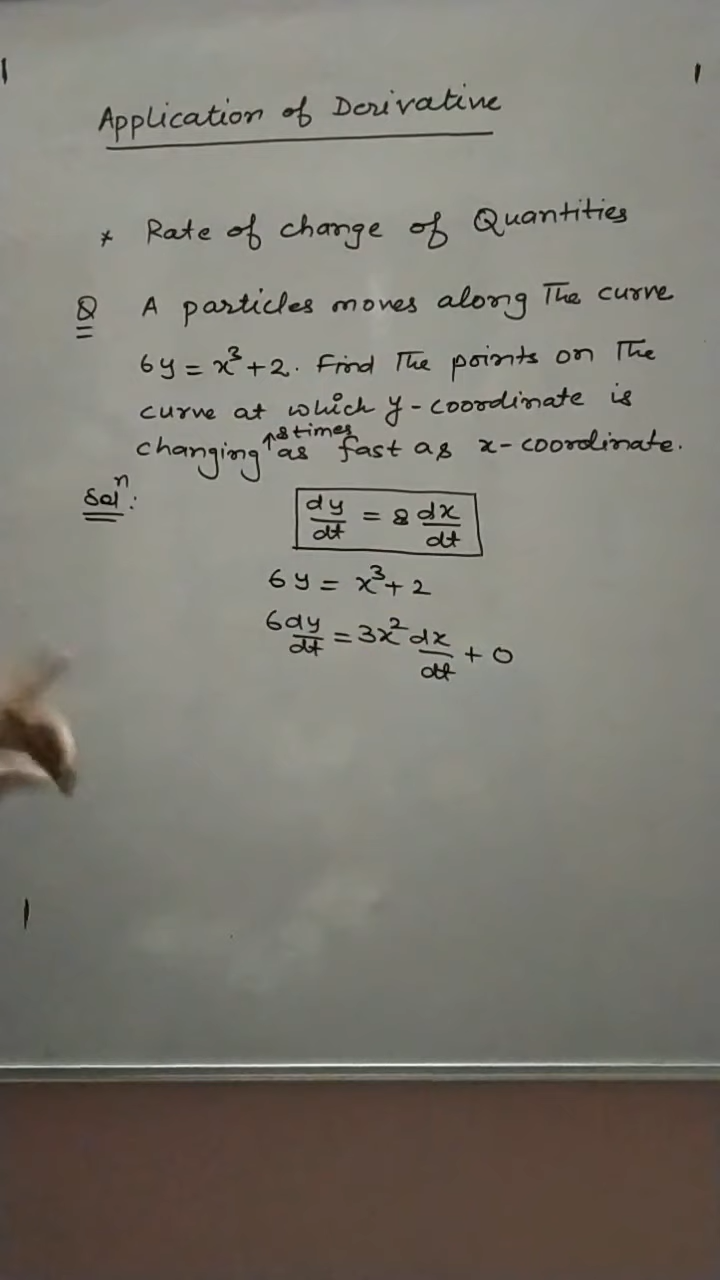 Application of Derivative
* Rate of change of Quantities
Q A particles moves along The curve
6y = x³ + 2. Find The points on The
curve at which y-coordinate is
changing ↑8 times as fast as x-coordinate.
Solⁿ: dy/dt = 8 dx/dt
6y = x³ + 2
6 dy/dt = 3x² dx/dt + 0